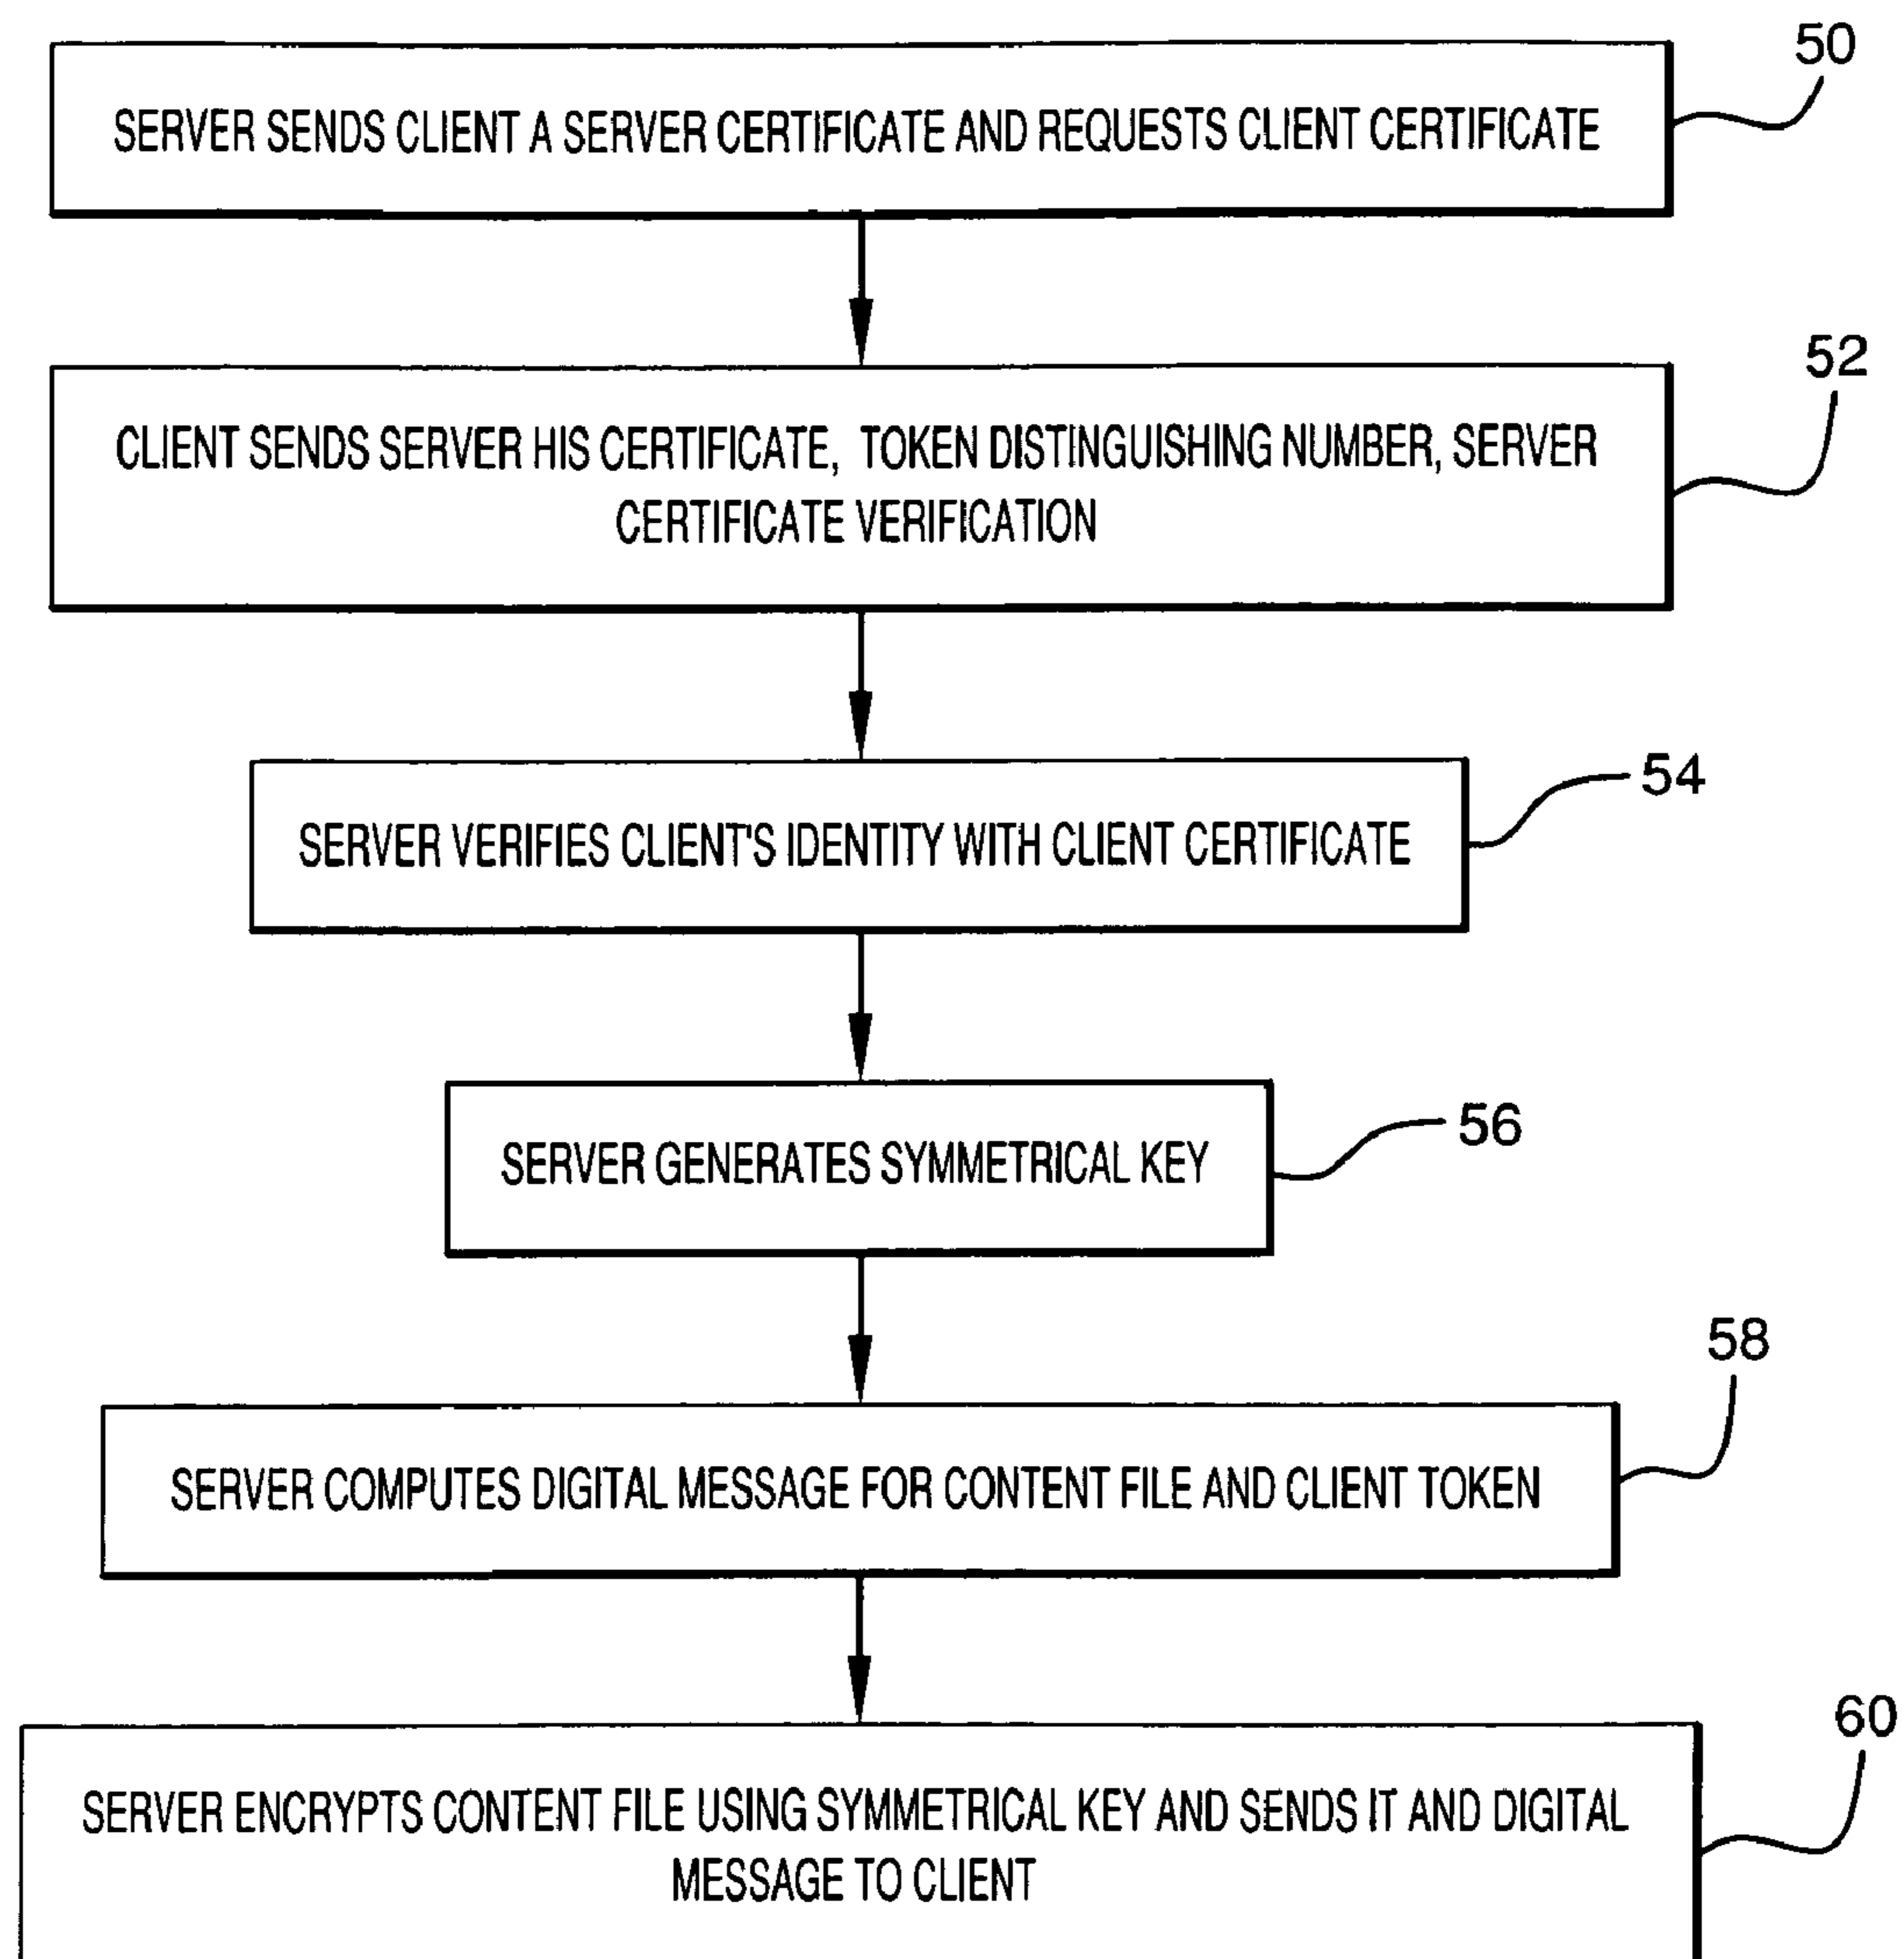 50
SERVER SENDS CLIENT A SERVER CERTIFICATE AND REQUESTS CLIENT CERTIFICATE
52
CLIENT SENDS SERVER HIS CERTIFICATE, TOKEN DISTINGUISHING NUMBER, SERVER
CERTIFICATE VERIFICATION
54
SERVER VERIFIES CLIENT'S IDENTITY WITH CLIENT CERTIFICATE
56
SERVER GENERATES SYMMETRICAL KEY
58
SERVER COMPUTES DIGITAL MESSAGE FOR CONTENT FILE AND CLIENT TOKEN
60
SERVER ENCRYPTS CONTENT FILE USING SYMMETRICAL KEY AND SENDS IT AND DIGITAL
MESSAGE TO CLIENT